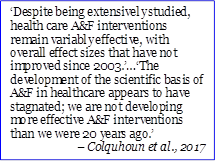 ‘Despite being extensively studied,
health care A&F interventions
remain variably effective, with
overall effect sizes that have not
improved since 2003.’...‘The
development of the scientific basis of
A&F in healthcare appears to have
stagnated; we are not developing
more effective A&F interventions
than we were 20 years ago.’
– Colquhoun et al., 2017